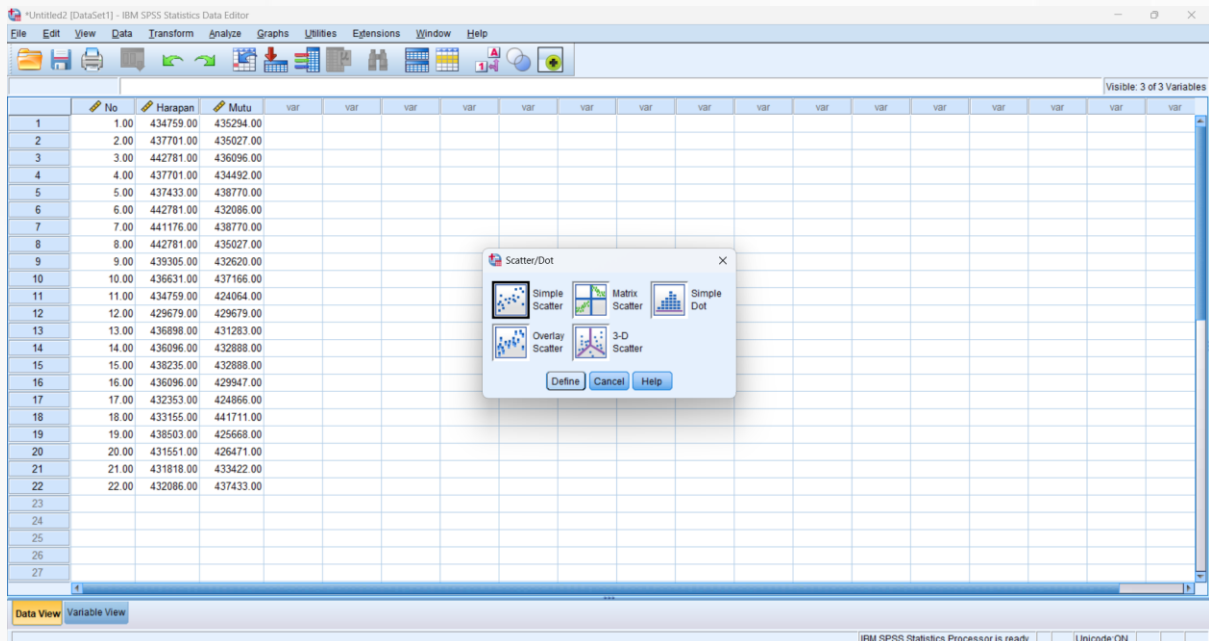 *Untitled2 [DataSet1] - IBM SPSS Statistics Data Editor
File Edit View Data Transform Analyze Graphs Utilities Extensions Window Help
Visible: 3 of 3 Variables
No Harapan Mutu var var var var var var var var var var var var var var var var
1 1.00 434759.00 435294.00
2 2.00 437701.00 435027.00
3 3.00 442781.00 436096.00
4 4.00 437701.00 434492.00
5 5.00 437433.00 438770.00
6 6.00 442781.00 432086.00
7 7.00 441176.00 438770.00
8 8.00 442781.00 435027.00
9 9.00 439305.00 432620.00
10 10.00 436631.00 437166.00
11 11.00 434759.00 424064.00
12 12.00 429679.00 429679.00
13 13.00 436898.00 431283.00
14 14.00 436096.00 432888.00
15 15.00 438235.00 432888.00
16 16.00 436096.00 429947.00
17 17.00 432353.00 424866.00
18 18.00 433155.00 441711.00
19 19.00 438503.00 425668.00
20 20.00 431551.00 426471.00
21 21.00 431818.00 433422.00
22 22.00 432086.00 437433.00
23
24
25
26
27
Scatter/Dot
Simple Scatter
Matrix Scatter
Simple Dot
Overlay Scatter
3-D Scatter
Define Cancel Help
Data View Variable View
IBM SPSS Statistics Processor is ready Unicode:ON